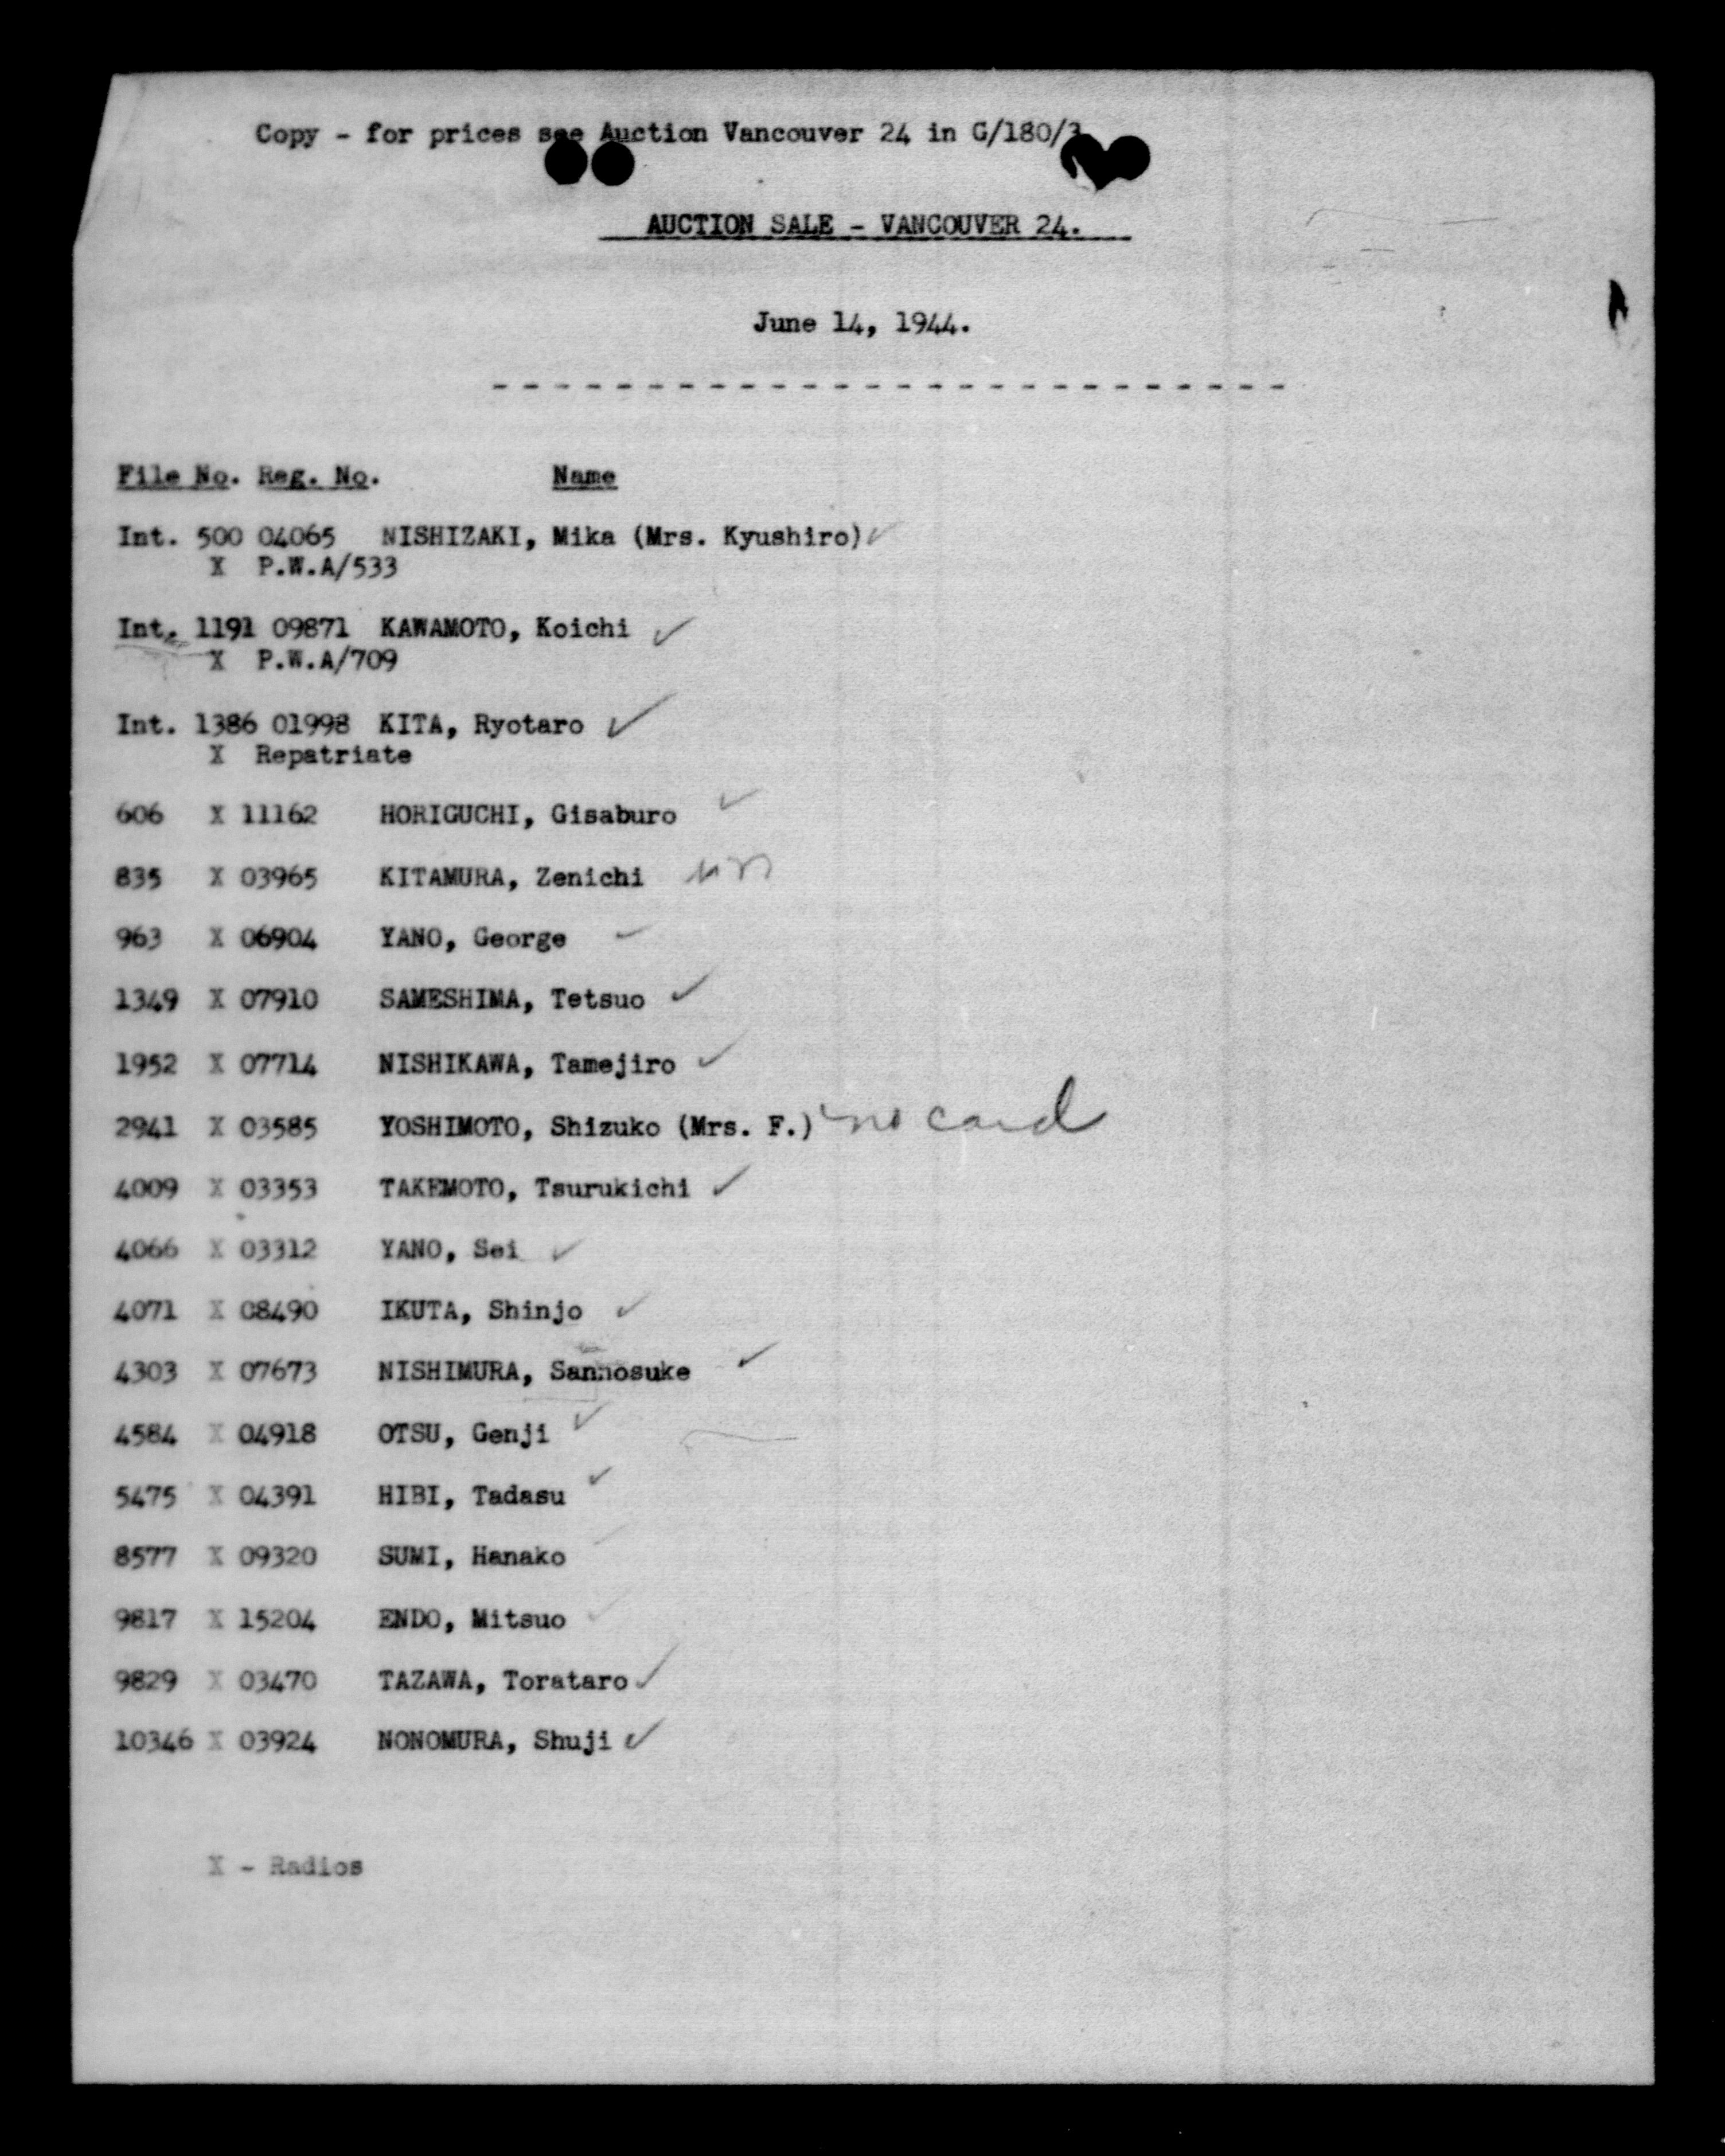 Copy - for prices see Auction Vancouver 24 in G/180/3
AUCTION SALE - VANCOUVER 24.
June 14, 1944.
- - - - - - - - - - - - - - - - - - - - - - - - - -
File No. Reg. No. Name
Int. 500 04065 NISHIZAKI, Mika (Mrs. Kyushiro) ✓
X P.W.A/533
Int. 1191 09871 KAWAMOTO, Koichi ✓
X P.W.A/709
Int. 1386 01998 KITA, Ryotaro ✓
X Repatriate
606 X 11162 HORIGUCHI, Gisaburo ✓
835 X 03965 KITAMURA, Zenichi
963 X 06904 YANO, George ✓
1349 X 07910 SAMESHIMA, Tetsuo ✓
1952 X 07714 NISHIKAWA, Tamejiro ✓
2941 X 03585 YOSHIMOTO, Shizuko (Mrs. F.) no card
4009 X 03353 TAKEMOTO, Tsurukichi ✓
4066 X 03312 YANO, Sei ✓
4071 X 08490 IKUTA, Shinjo ✓
4303 X 07673 NISHIMURA, Sannosuke ✓
4584 X 04918 OTSU, Genji ✓
5475 X 04391 HIBI, Tadasu ✓
8577 X 09320 SUMI, Hanako
9817 X 15204 ENDO, Mitsuo ✓
9829 X 03470 TAZAWA, Torataro ✓
10346 X 03924 NONOMURA, Shuji ✓
X - Radios